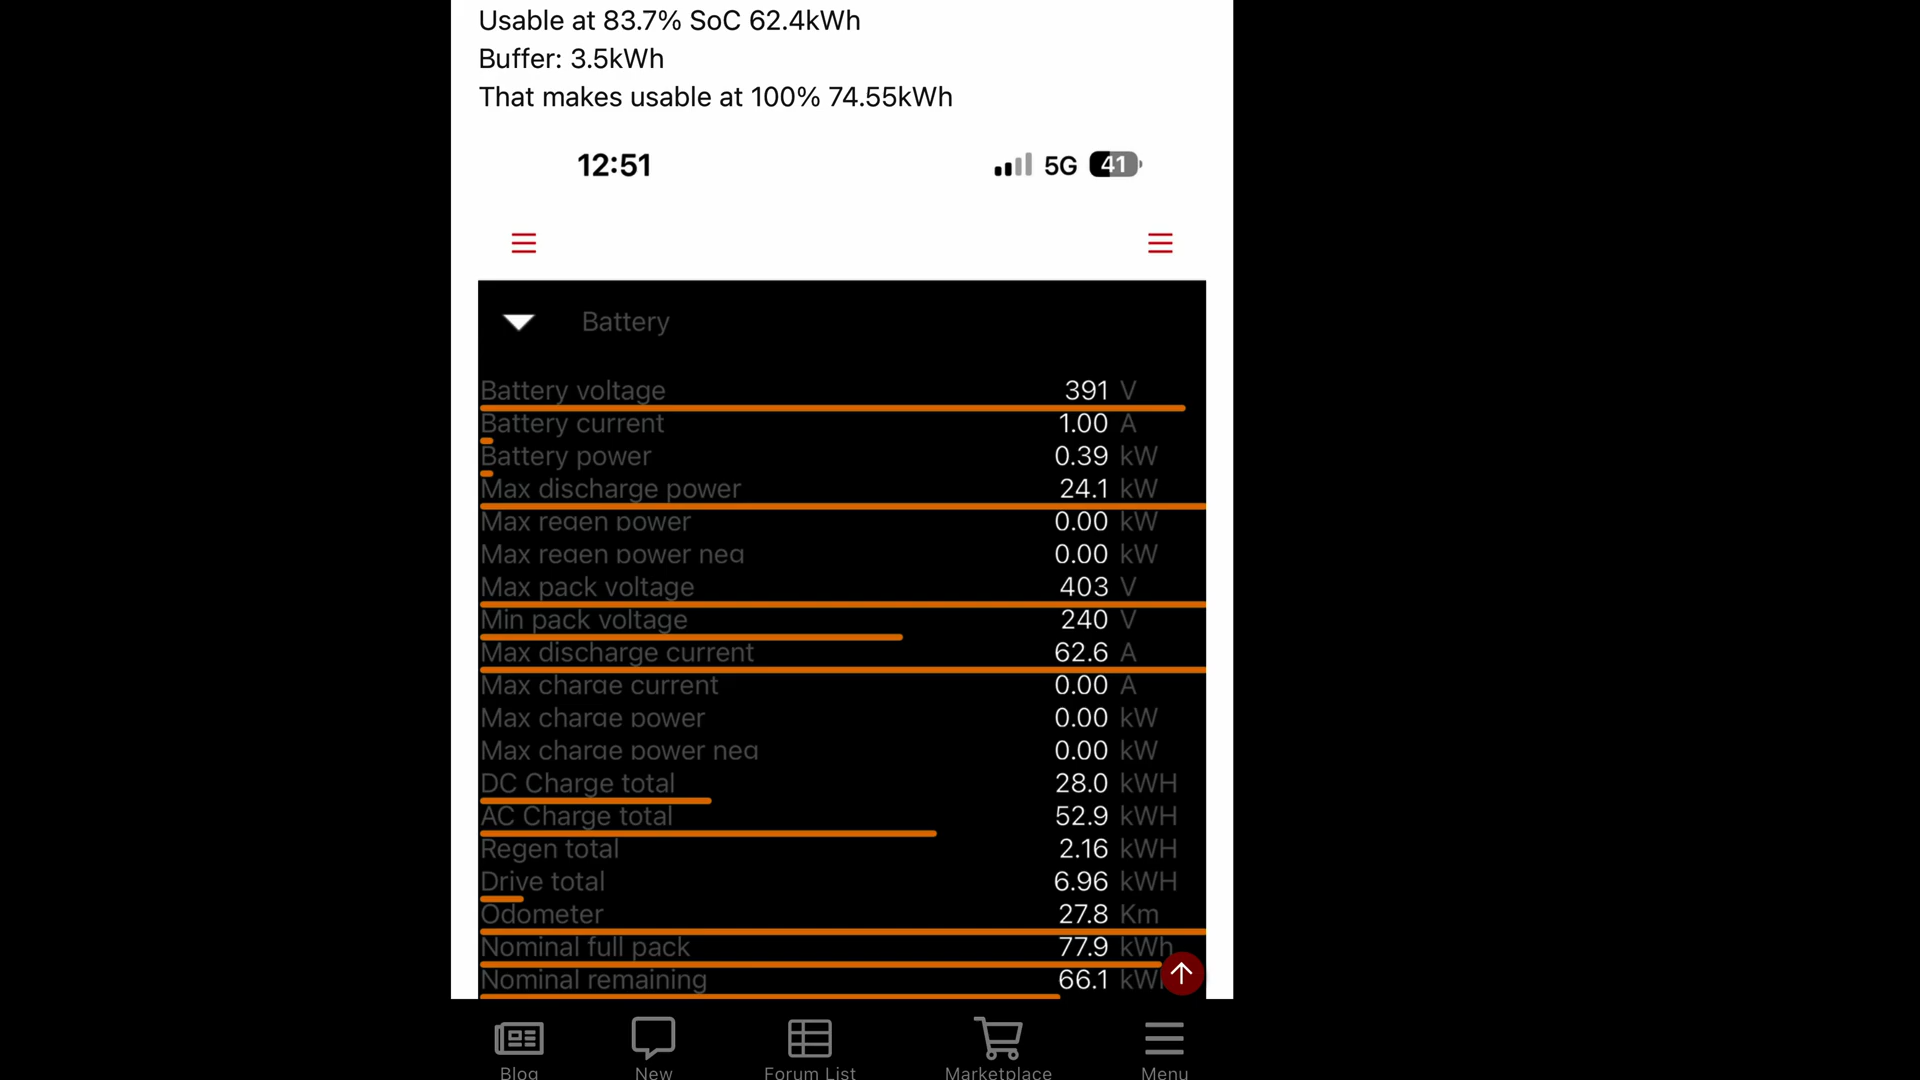 Usable at 83.7% SoC 62.4kWh
Buffer: 3.5kWh
That makes usable at 100% 74.55kWh
12:51 5G 41
Battery
Battery voltage 391 V
Battery current 1.00 A
Battery power 0.39 kW
Max discharge power 24.1 kW
Max regen power 0.00 kW
Max regen power neg 0.00 kW
Max pack voltage 403 V
Min pack voltage 240 V
Max discharge current 62.6 A
Max charge current 0.00 A
Max charge power 0.00 kW
Max charge power neg 0.00 kW
DC Charge total 28.0 kWH
AC Charge total 52.9 kWH
Regen total 2.16 kWH
Drive total 6.96 kWH
Odometer 27.8 Km
Nominal full pack 77.9 kWh
Nominal remaining 66.1 kW
Blog New Forum List Marketplace Menu